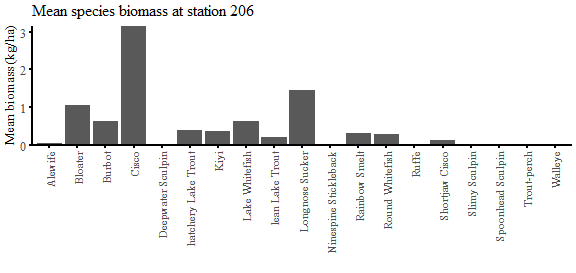 Mean species biomass at station 206
Mean biomass (kg/ha)
3
2
1
0
Alewife
Bloater
Burbot
Cisco
Deepwater Sculpin
hatchery Lake Trout
Kiyi
Lake Whitefish
lean Lake Trout
Longnose Sucker
Ninespine Stickleback
Rainbow Smelt
Round Whitefish
Ruffe
Shortjaw Cisco
Slimy Sculpin
Spoonhead Sculpin
Trout-perch
Walleye